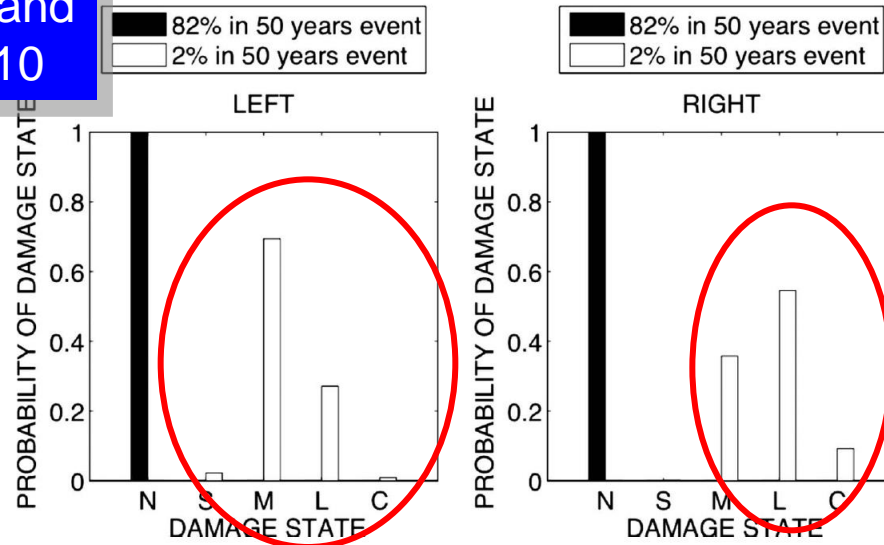 and
10
82% in 50 years event
2% in 50 years event
LEFT
PROBABILITY OF DAMAGE STATE
1
0.8
0.6
0.4
0.2
0
N S M L C
DAMAGE STATE
82% in 50 years event
2% in 50 years event
RIGHT
PROBABILITY OF DAMAGE STATE
1
0.8
0.6
0.4
0.2
0
N S M L C
DAMAGE STATE